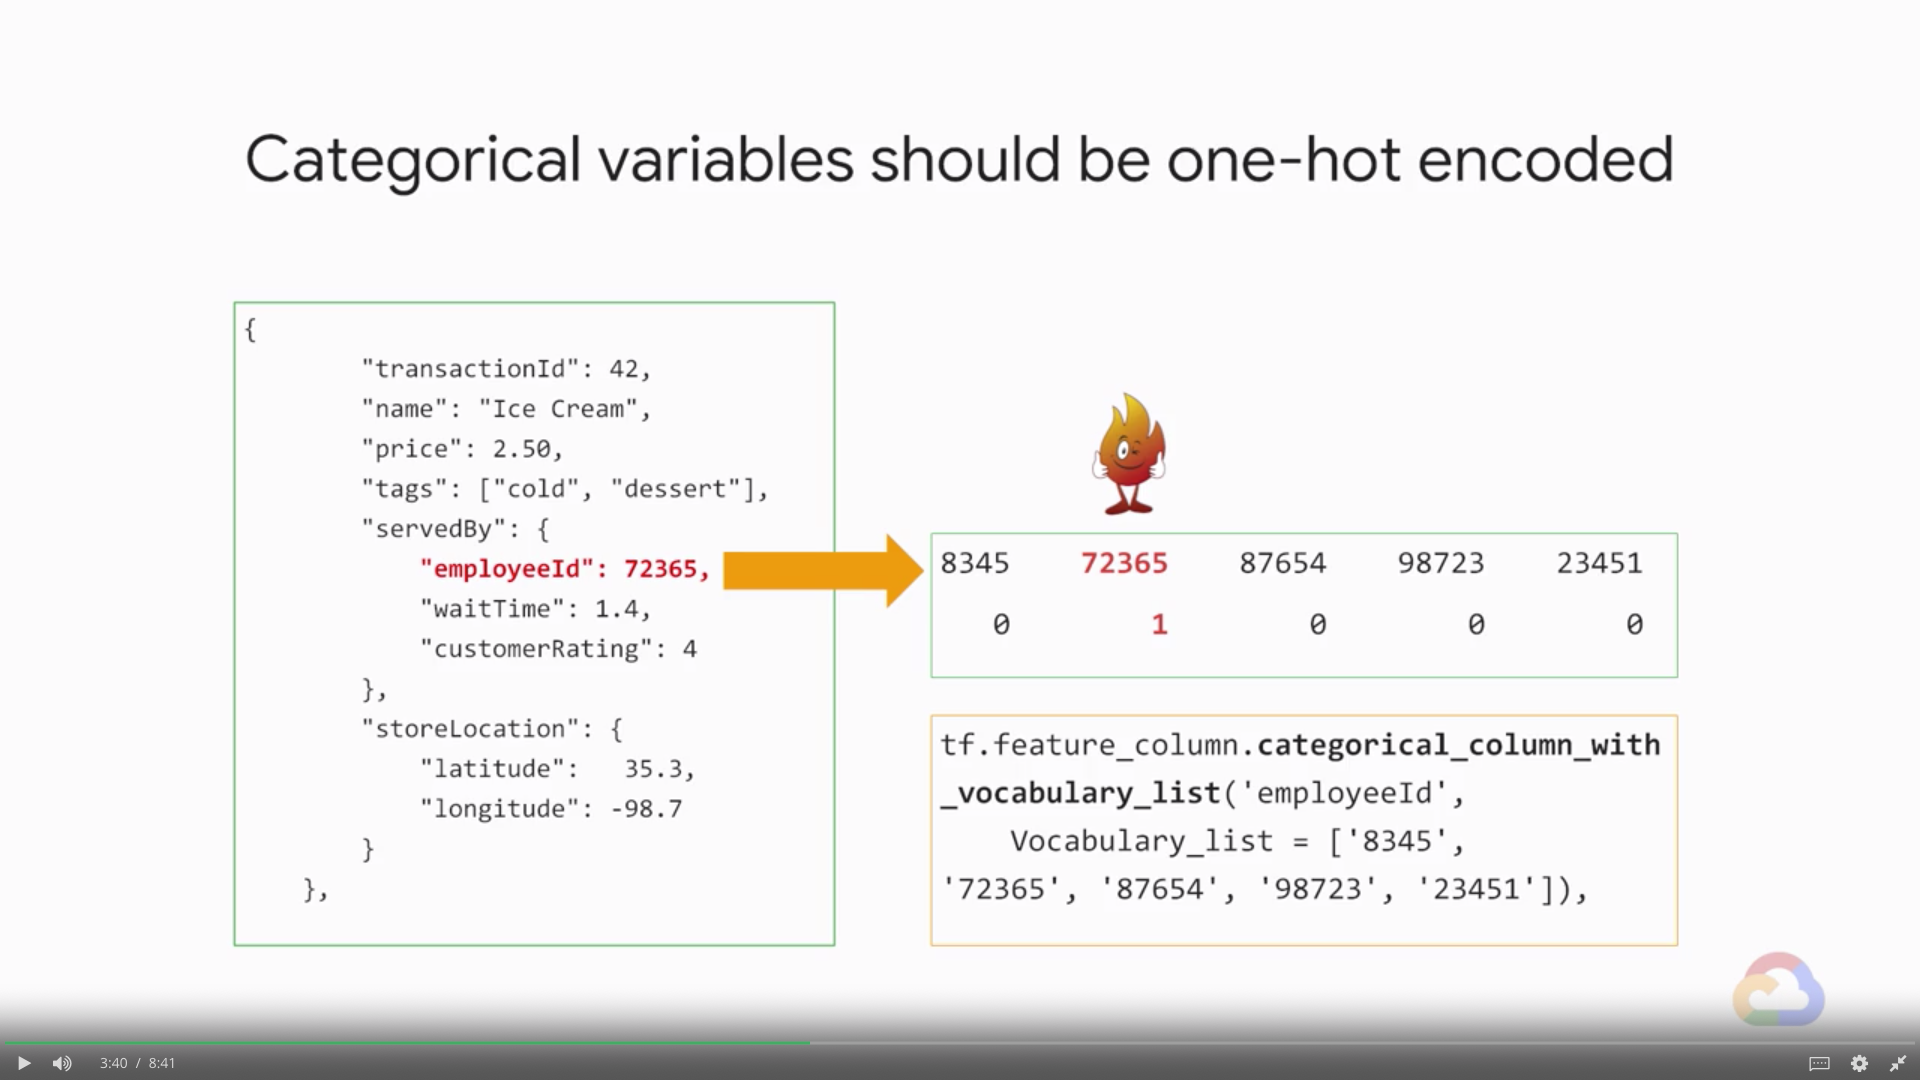 Categorical variables should be one-hot encoded
{
"transactionId": 42,
"name": "Ice Cream",
"price": 2.50,
"tags": ["cold", "dessert"],
"servedBy": {
"employeeId": 72365,
"waitTime": 1.4,
"customerRating": 4
},
"storeLocation": {
"latitude": 35.3,
"longitude": -98.7
}
},
8345 72365 87654 98723 23451
0 1 0 0 0
tf.feature_column.categorical_column_with
_vocabulary_list('employeeId',
Vocabulary_list = ['8345',
'72365', '87654', '98723', '23451']),
3:40 / 8:41